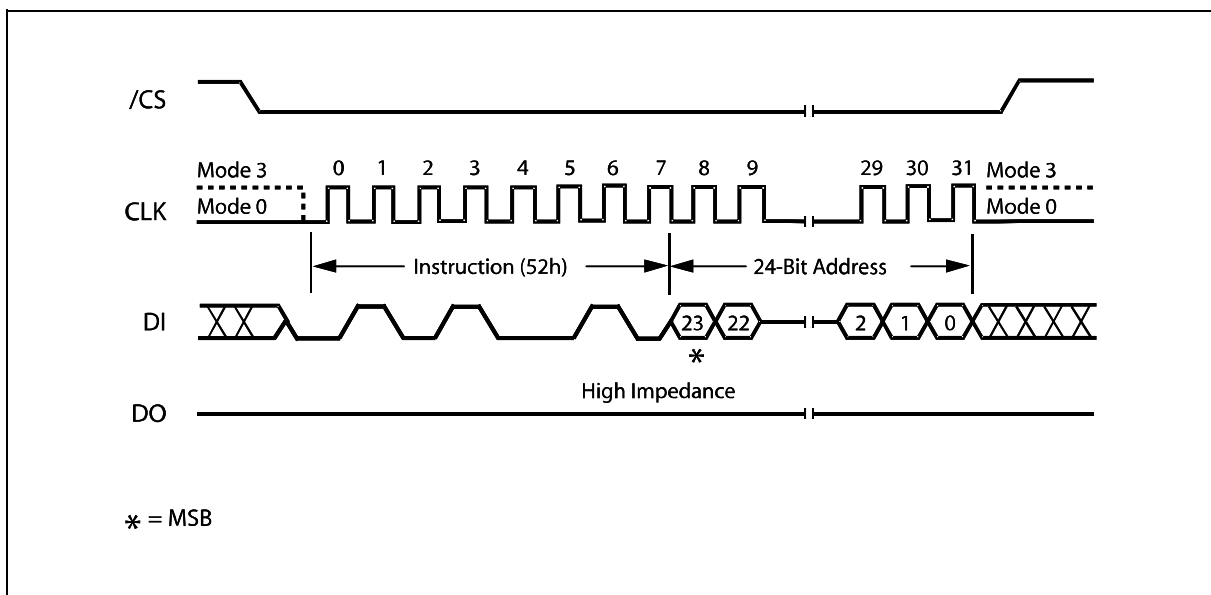 /CS
0 1 2 3 4 5 6 7 8 9 29 30 31
Mode 3 Mode 3
CLK Mode 0 Mode 0
Instruction (52h) 24-Bit Address
DI 23 22 2 1 0
*
High Impedance
DO
* = MSB